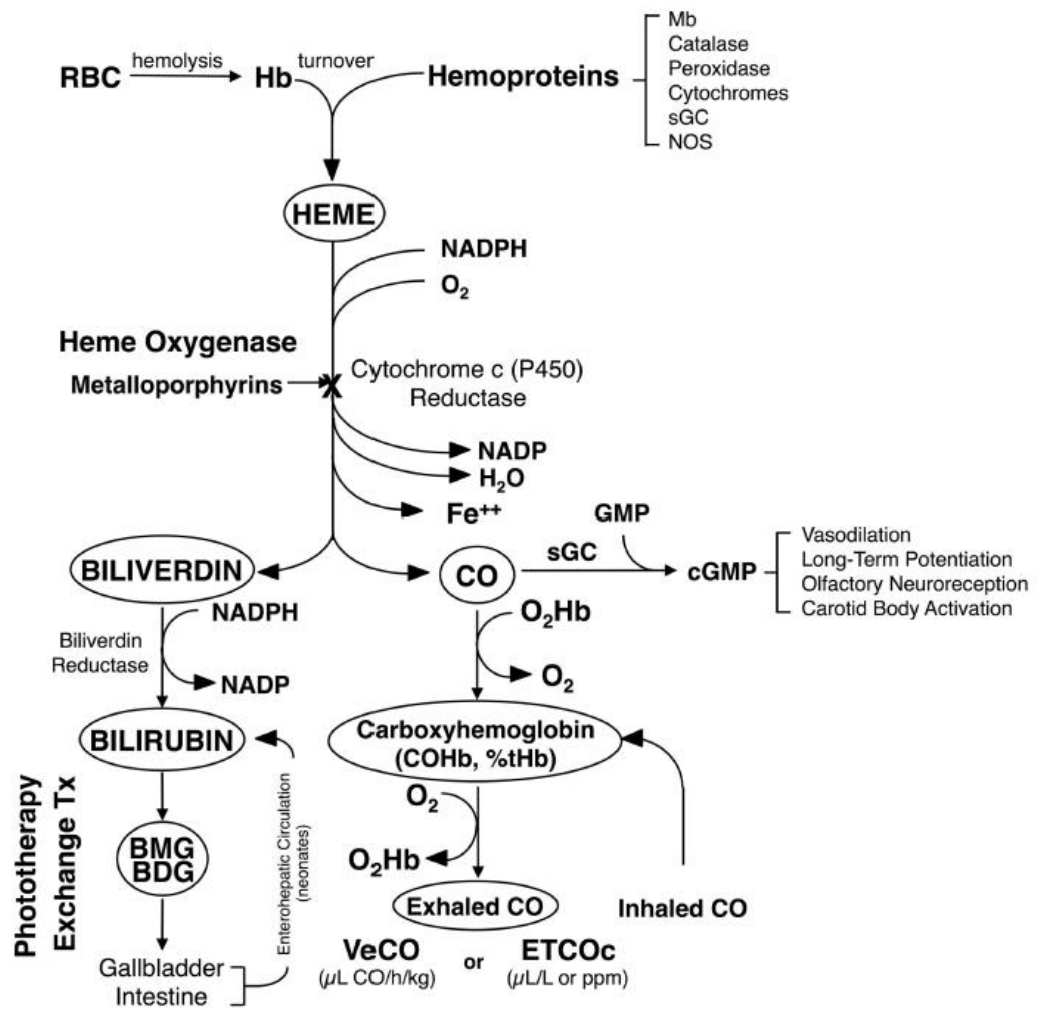 Mb
hemolysis
turnover
Catalase
RBC
Hb
Hemoproteins
Peroxidase
Cytochromes
sGC
NOS
HEME
NADPH
O₂
Heme Oxygenase
Metalloporphyrins
X
Cytochrome c (P450)
Reductase
NADP
H₂O
Fe⁺⁺
GMP
sGC
BILIVERDIN
CO
cGMP
Vasodilation
Long-Term Potentiation
Olfactory Neuroreception
Carotid Body Activation
NADPH
O₂Hb
Biliverdin
Reductase
NADP
O₂
BILIRUBIN
Carboxyhemoglobin
(COHb, %tHb)
Phototherapy
Exchange Tx
BMG
BDG
Enterohepatic Circulation
(neonates)
O₂
O₂Hb
Exhaled CO
Inhaled CO
Gallbladder
Intestine
VeCO
(µL CO/h/kg)
or
ETCOc
(µL/L or ppm)